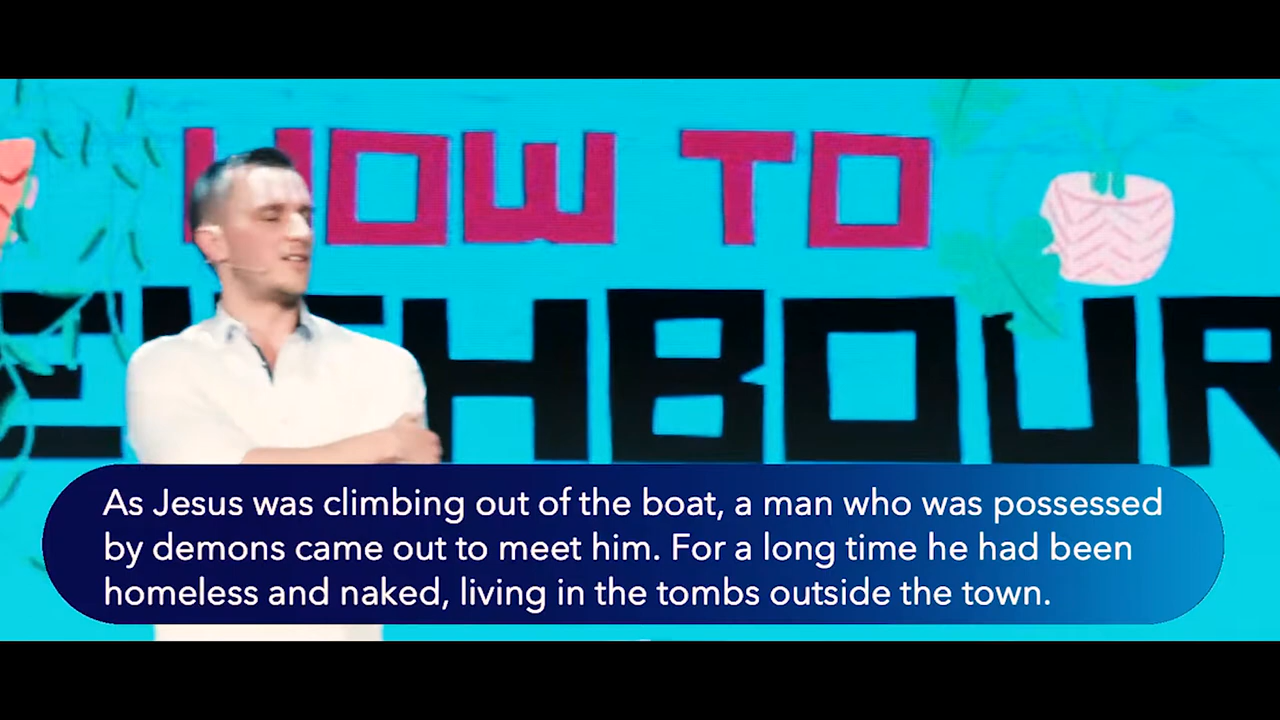 HOW TO
NEIGHBOUR
As Jesus was climbing out of the boat, a man who was possessed
by demons came out to meet him. For a long time he had been
homeless and naked, living in the tombs outside the town.